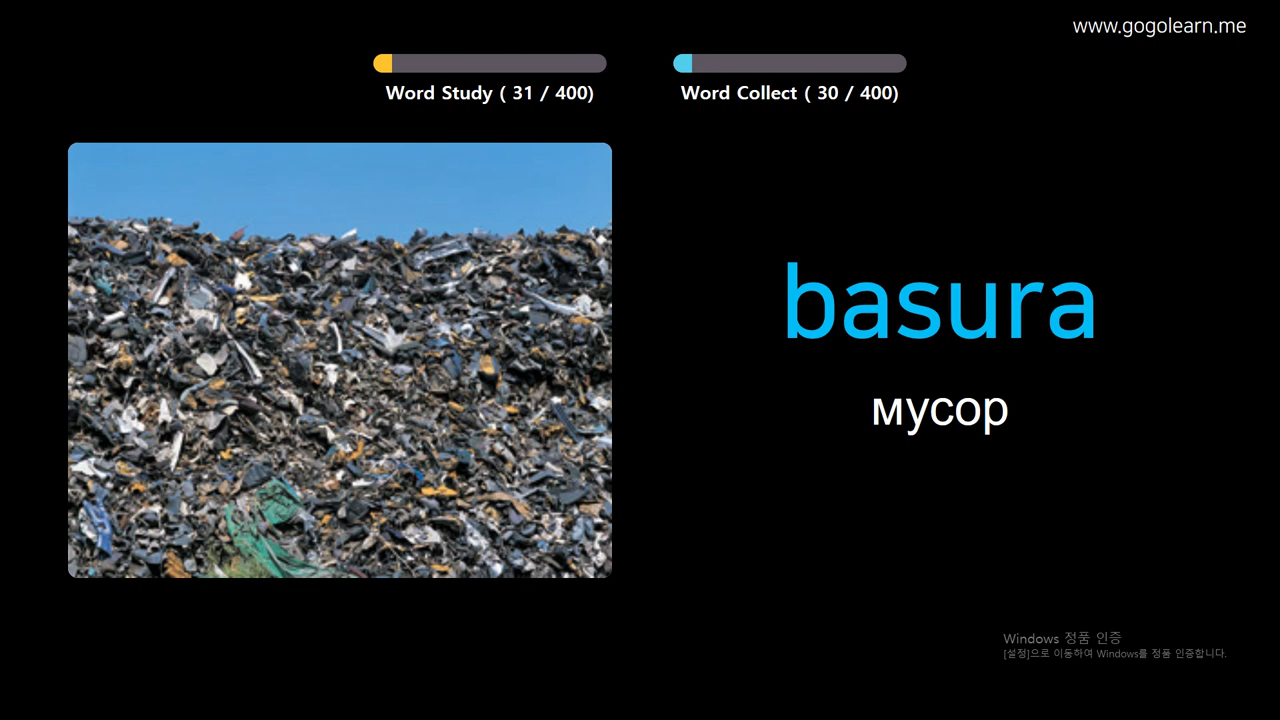 www.gogolearn.me
Word Study ( 31 / 400)
Word Collect ( 30 / 400)
basura
мусор
Windows 정품 인증
[설정]으로 이동하여 Windows를 정품 인증합니다.